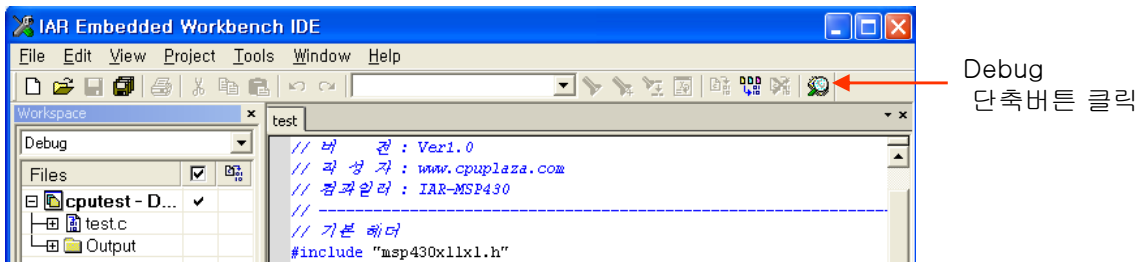 IAR Embedded Workbench IDE
File Edit View Project Tools Window Help
Debug
단축버튼 클릭
Workspace
test
Debug
Files
cputest - D...
test.c
Output
// 버 전 : Ver1.0
// 작 성 자 : www.cpuplaza.com
// 컴파일러 : IAR-MSP430
// ------------------------------------------------------------------------
// 기본 헤더
#include "msp430x11x1.h"